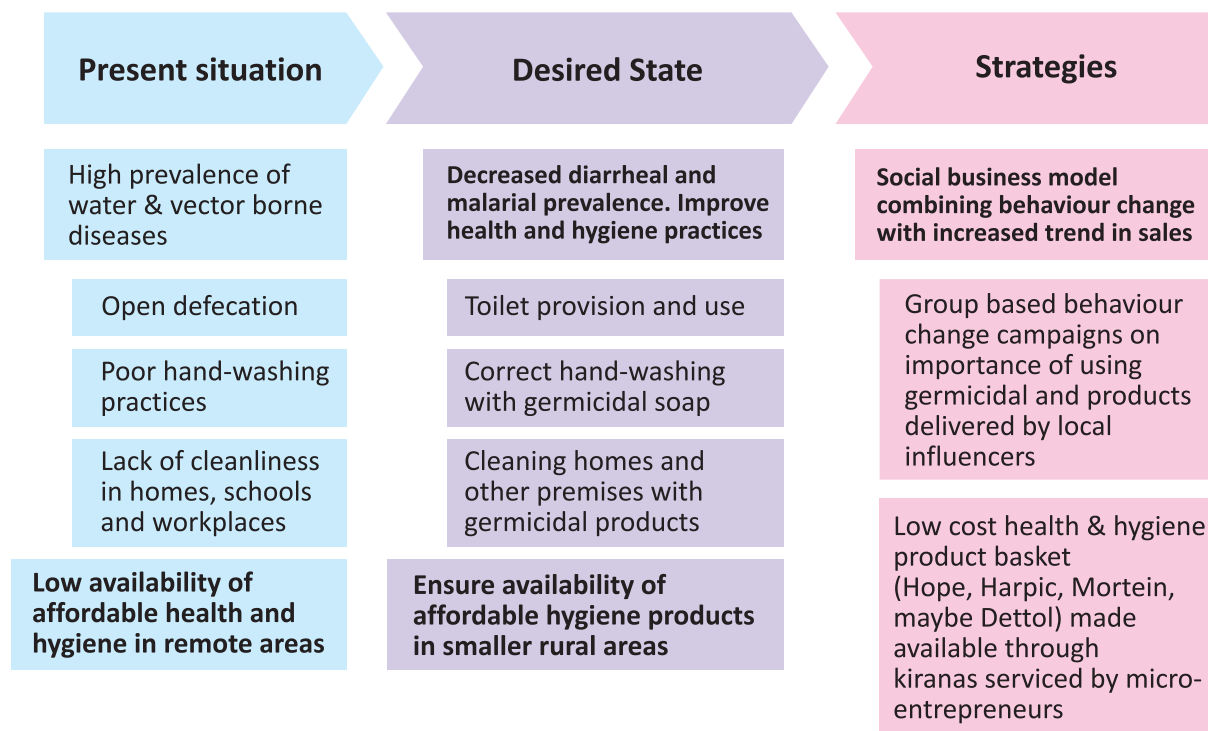 Present situation
High prevalence of
water & vector borne
diseases
Open defecation
Poor hand-washing
practices
Lack of cleanliness
in homes, schools
and workplaces
Low availability of
affordable health and
hygiene in remote areas
Desired State
Decreased diarrheal and
malarial prevalence. Improve
health and hygiene practices
Toilet provision and use
Correct hand-washing
with germicidal soap
Cleaning homes and
other premises with
germicidal products
Ensure availability of
affordable hygiene products
in smaller rural areas
Strategies
Social business model
combining behaviour change
with increased trend in sales
Group based behaviour
change campaigns on
importance of using
germicidal and products
delivered by local
influencers
Low cost health & hygiene
product basket
(Hope, Harpic, Mortein,
maybe Dettol) made
available through
kiranas serviced by micro-
entrepreneurs